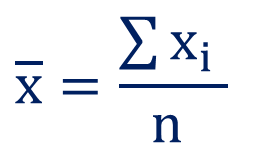 x̅ = ∑ xᵢ / n